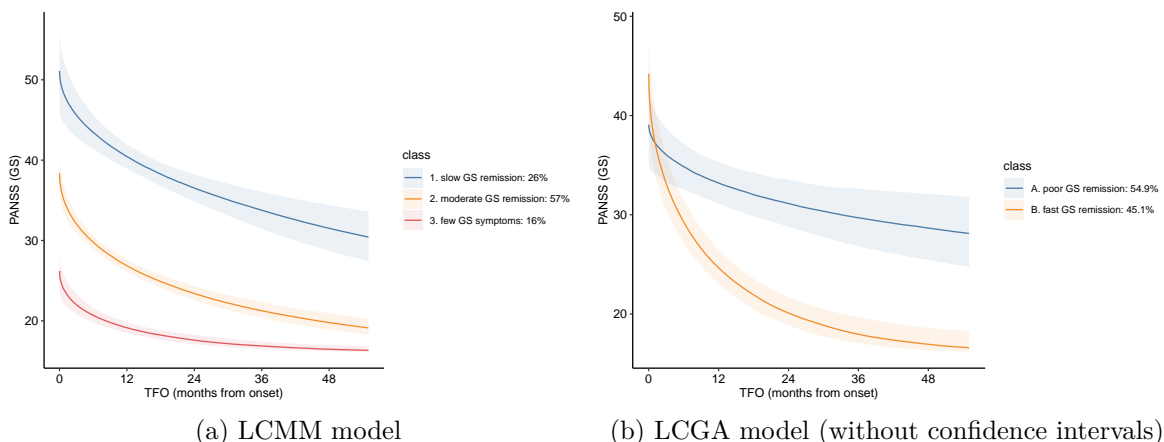 50
40
30
20
0
12
24
36
48
PANSS (GS)
TFO (months from onset)
class
1. slow GS remission: 26%
2. moderate GS remission: 57%
3. few GS symptoms: 16%
(a) LCMM model
50
40
30
20
0
12
24
36
48
PANSS (GS)
TFO (months from onset)
class
A. poor GS remission: 54.9%
B. fast GS remission: 45.1%
(b) LCGA model (without confidence intervals)